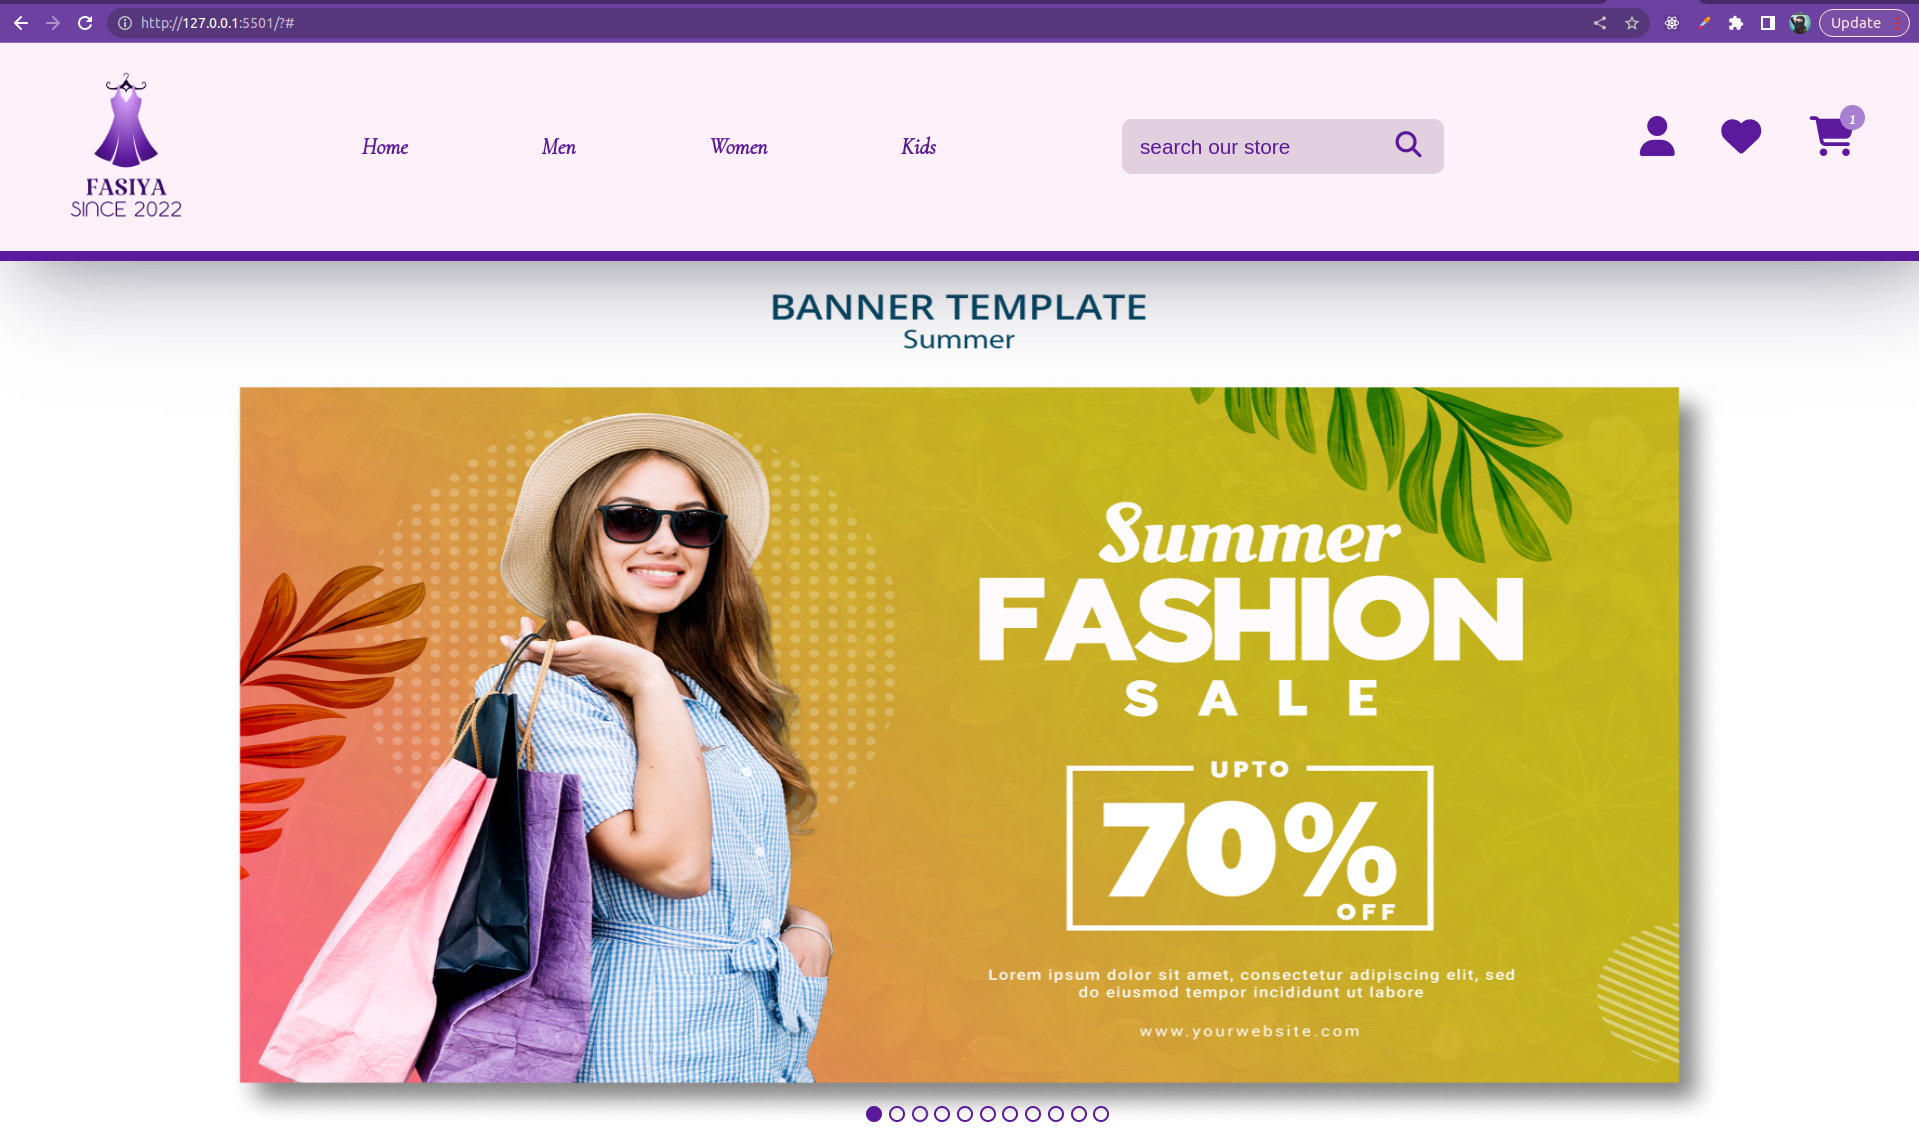 http://127.0.0.1:5501/?#
Update
FASIYA
SINCE 2022
Home
Men
Women
Kids
search our store
1
BANNER TEMPLATE
Summer
Summer
FASHION
SALE
UPTO
70%
OFF
Lorem ipsum dolor sit amet, consectetur adipiscing elit, sed
do eiusmod tempor incididunt ut labore
www.yourwebsite.com